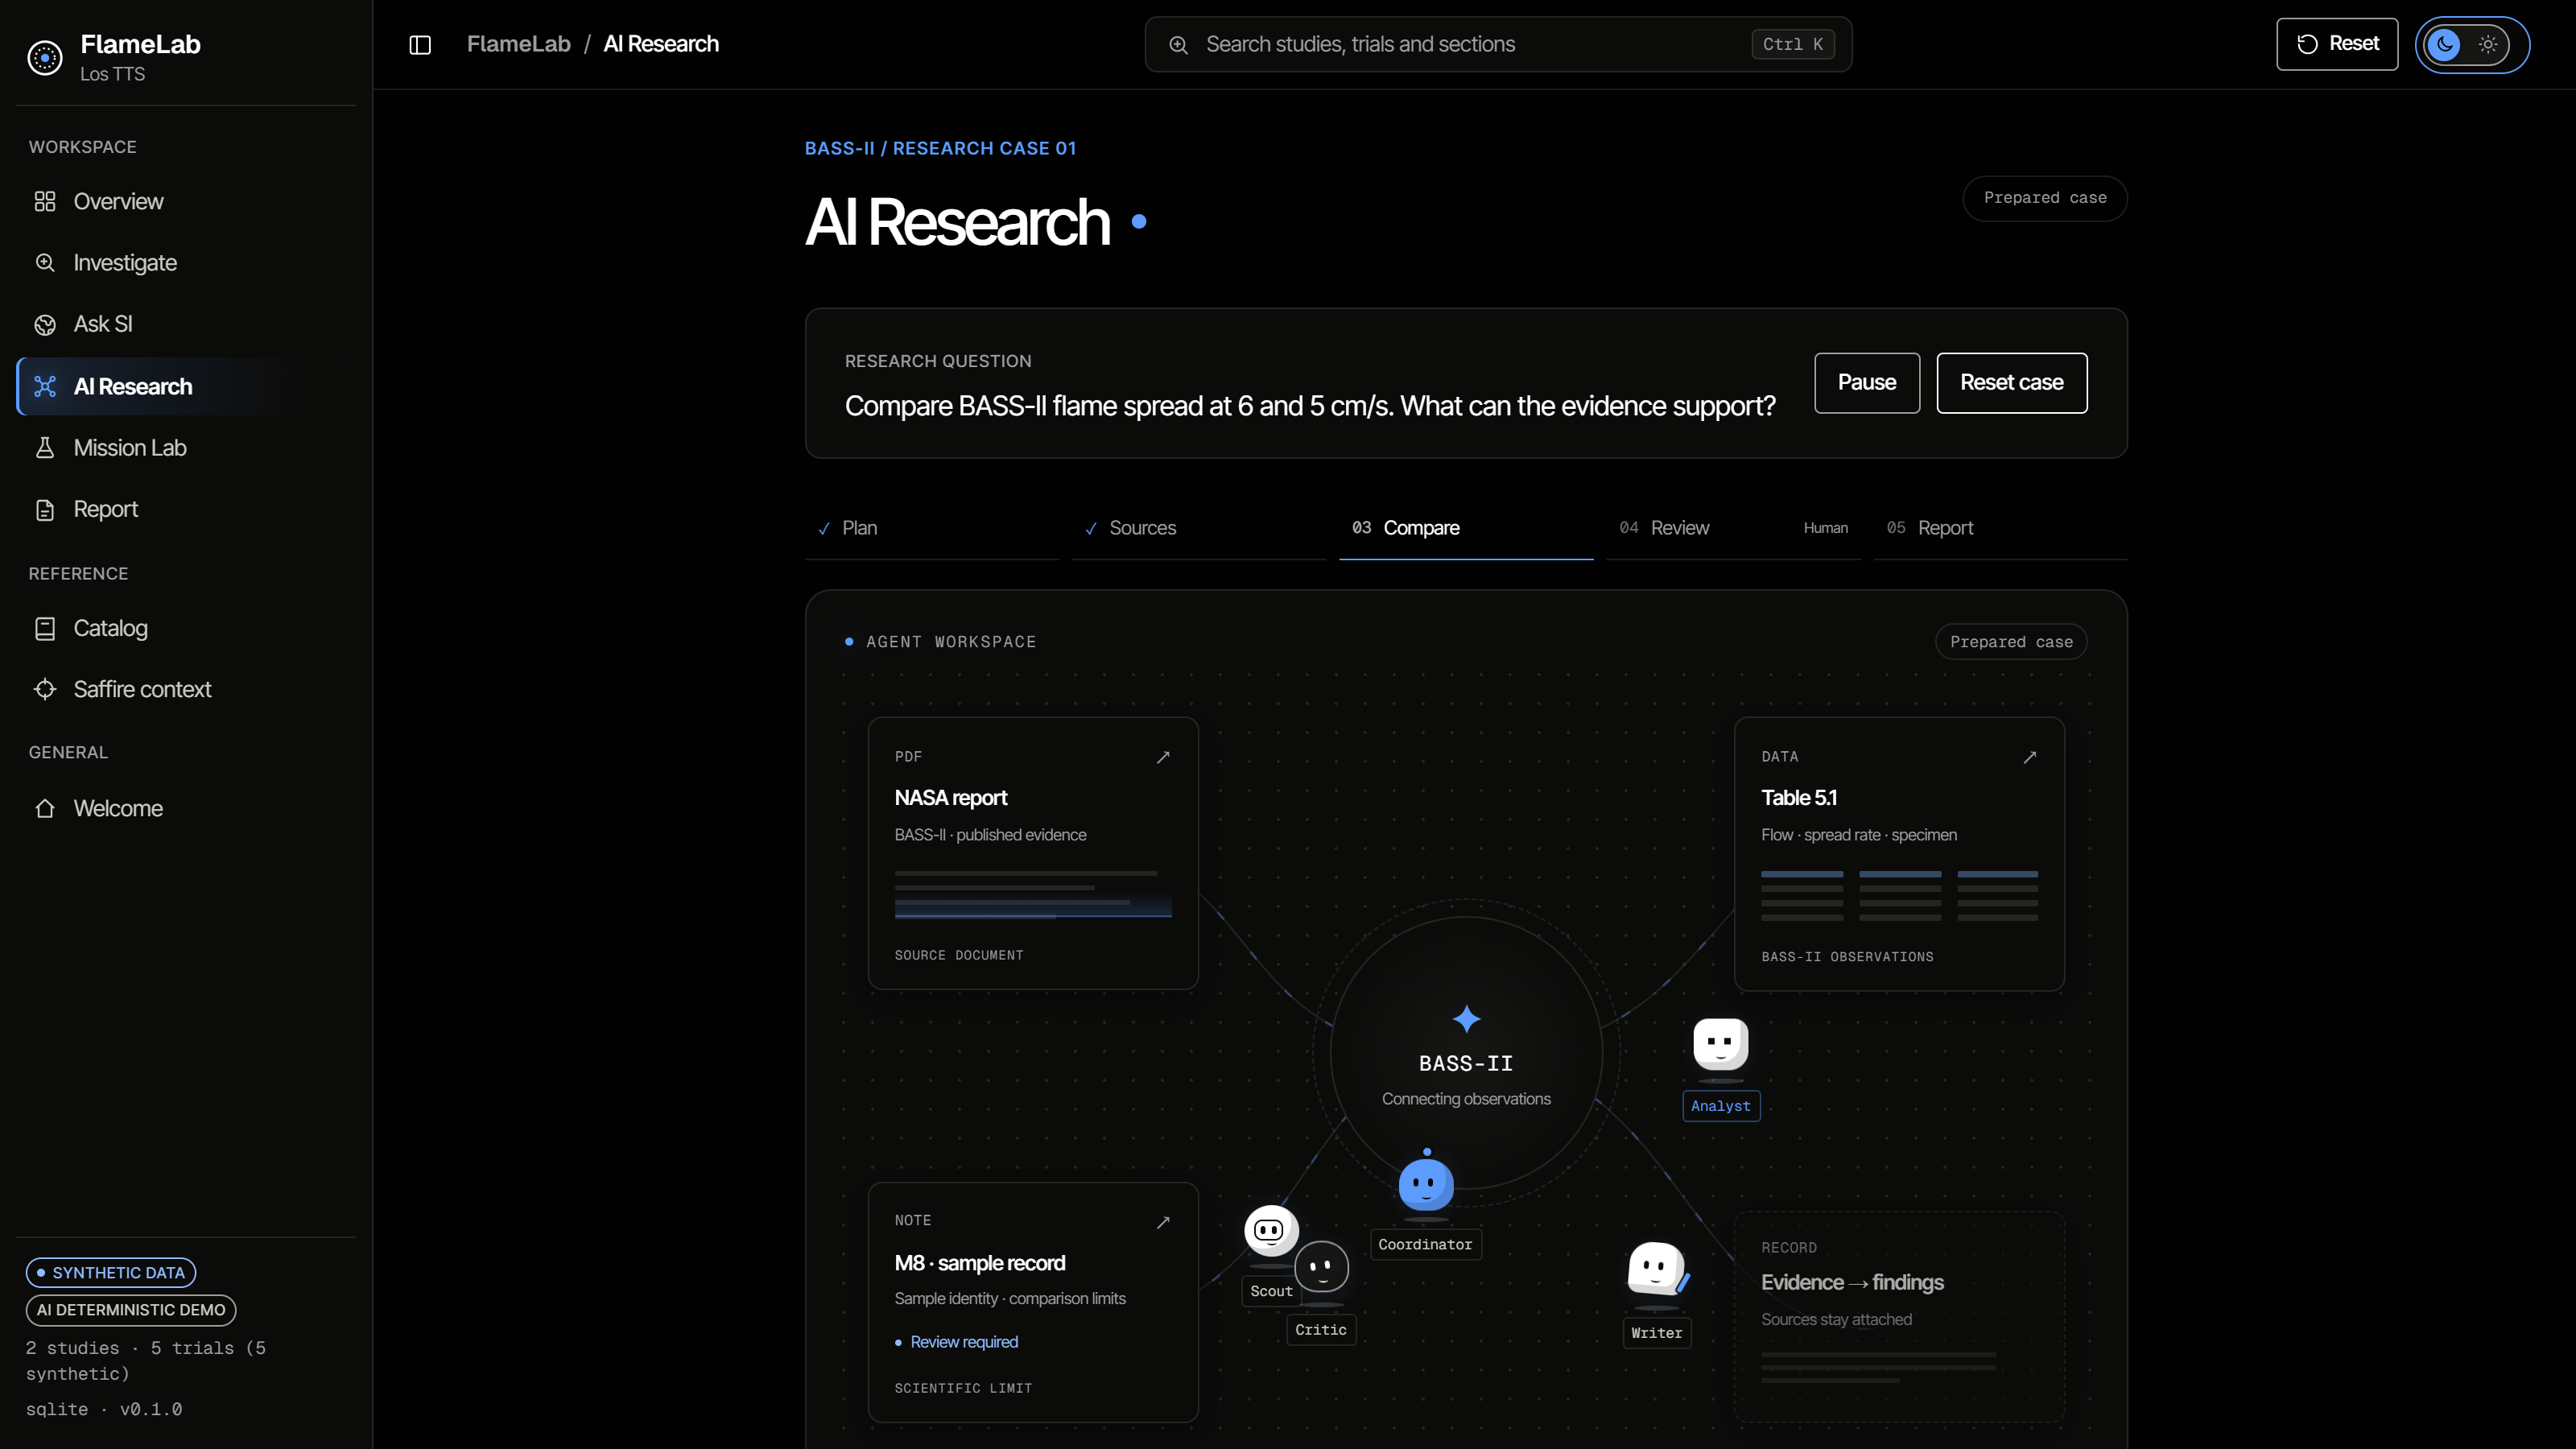 FlameLab
Los TTS
WORKSPACE
Overview
Investigate
Ask SI
AI Research
Mission Lab
Report
REFERENCE
Catalog
Saffire context
GENERAL
Welcome
SYNTHETIC DATA
AI DETERMINISTIC DEMO
2 studies · 5 trials (5
synthetic)
sqlite · v0.1.0
FlameLab / AI Research
Search studies, trials and sections
Ctrl K
Reset
BASS-II / RESEARCH CASE 01
AI Research
Prepared case
RESEARCH QUESTION
Compare BASS-II flame spread at 6 and 5 cm/s. What can the evidence support?
Pause
Reset case
✓ Plan
✓ Sources
03 Compare
04 Review
Human
05 Report
AGENT WORKSPACE
Prepared case
PDF
NASA report
BASS-II · published evidence
SOURCE DOCUMENT
DATA
Table 5.1
Flow · spread rate · specimen
BASS-II OBSERVATIONS
BASS-II
Connecting observations
Analyst
Coordinator
Scout
Critic
Writer
NOTE
M8 · sample record
Sample identity · comparison limits
Review required
SCIENTIFIC LIMIT
RECORD
Evidence → findings
Sources stay attached